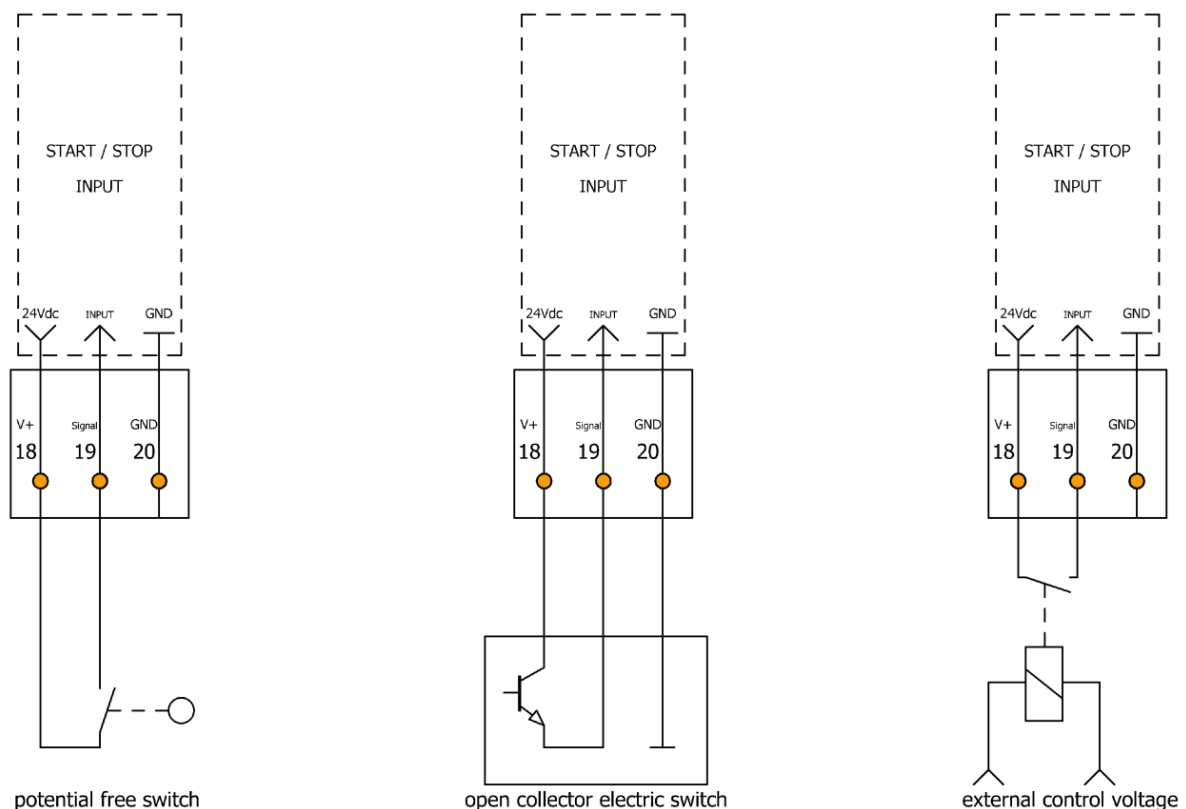 START / STOP
INPUT
24Vdc INPUT GND
V+ Signal GND
18 19 20
potential free switch
START / STOP
INPUT
24Vdc INPUT GND
V+ Signal GND
18 19 20
open collector electric switch
START / STOP
INPUT
24Vdc INPUT GND
V+ Signal GND
18 19 20
external control voltage